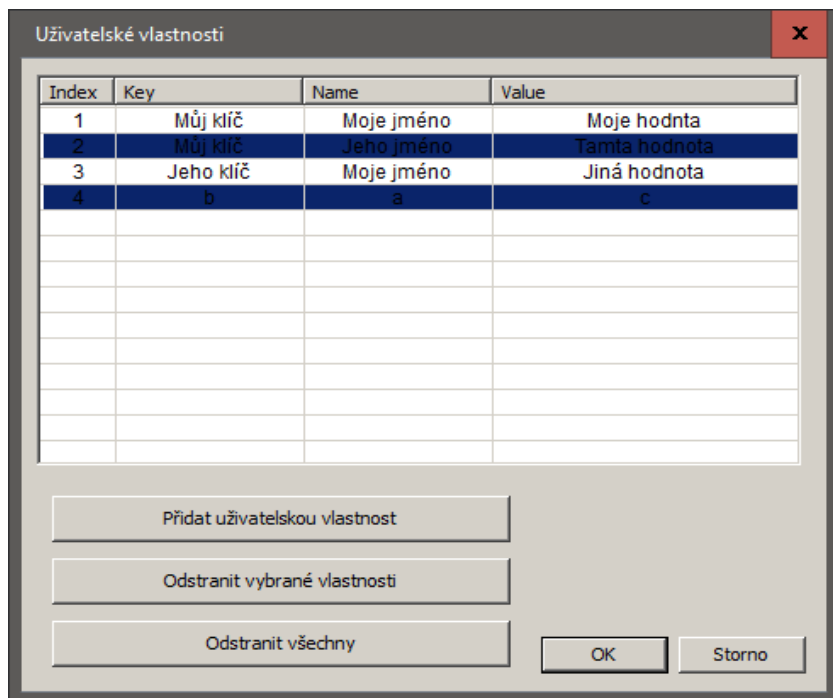 Uživatelské vlastnosti
x
Index Key Name Value
1 Můj klíč Moje jméno Moje hodnta
2 Můj klíč Jeho jméno Tamta hodnota
3 Jeho klíč Moje jméno Jiná hodnota
4 b a c
Přidat uživatelskou vlastnost
Odstranit vybrané vlastnosti
Odstranit všechny
OK Storno